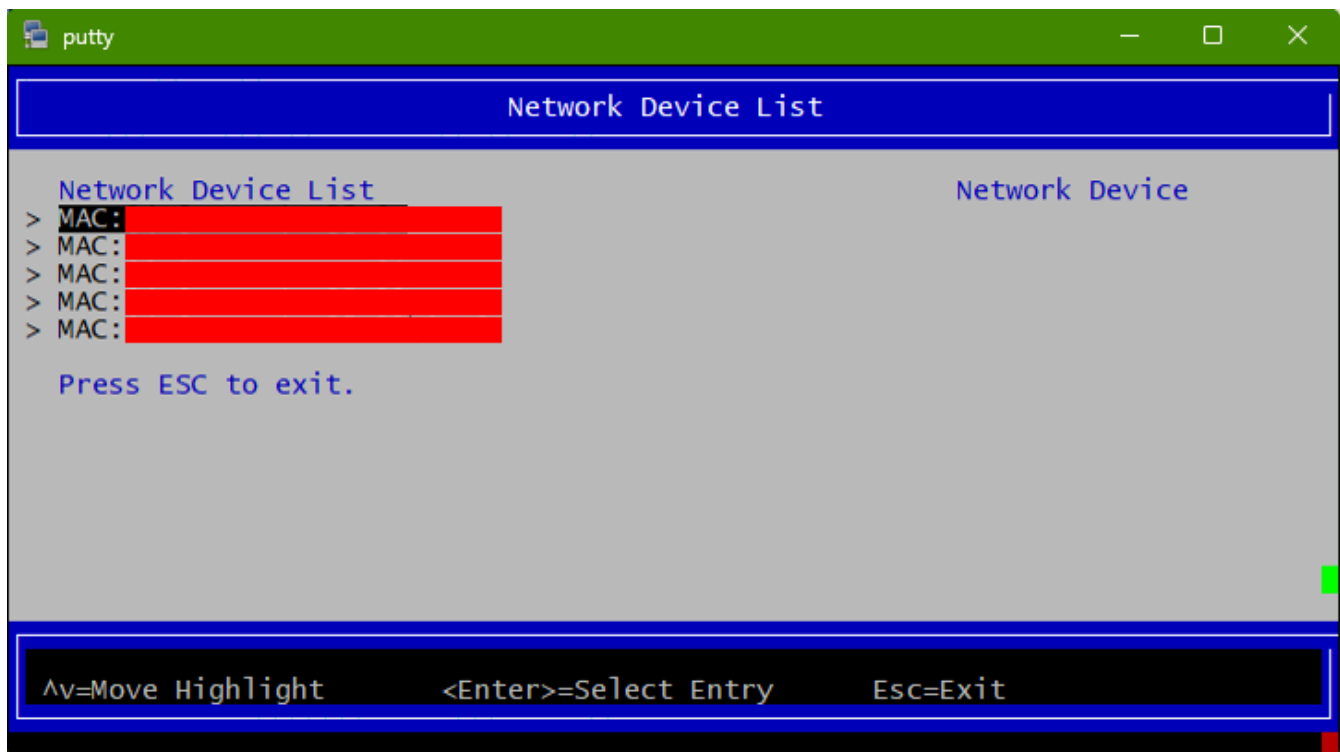 putty
Network Device List
Network Device List Network Device
> MAC:
> MAC:
> MAC:
> MAC:
> MAC:
Press ESC to exit.
^v=Move Highlight <Enter>=Select Entry Esc=Exit